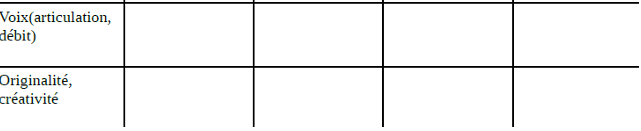 Voix(articulation,
débit)
Originalité,
créativité